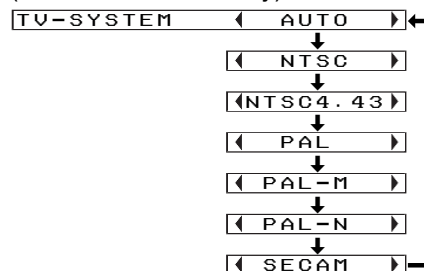 TV-SYSTEM AUTO
NTSC
NTSC4.43
PAL
PAL-M
PAL-N
SECAM